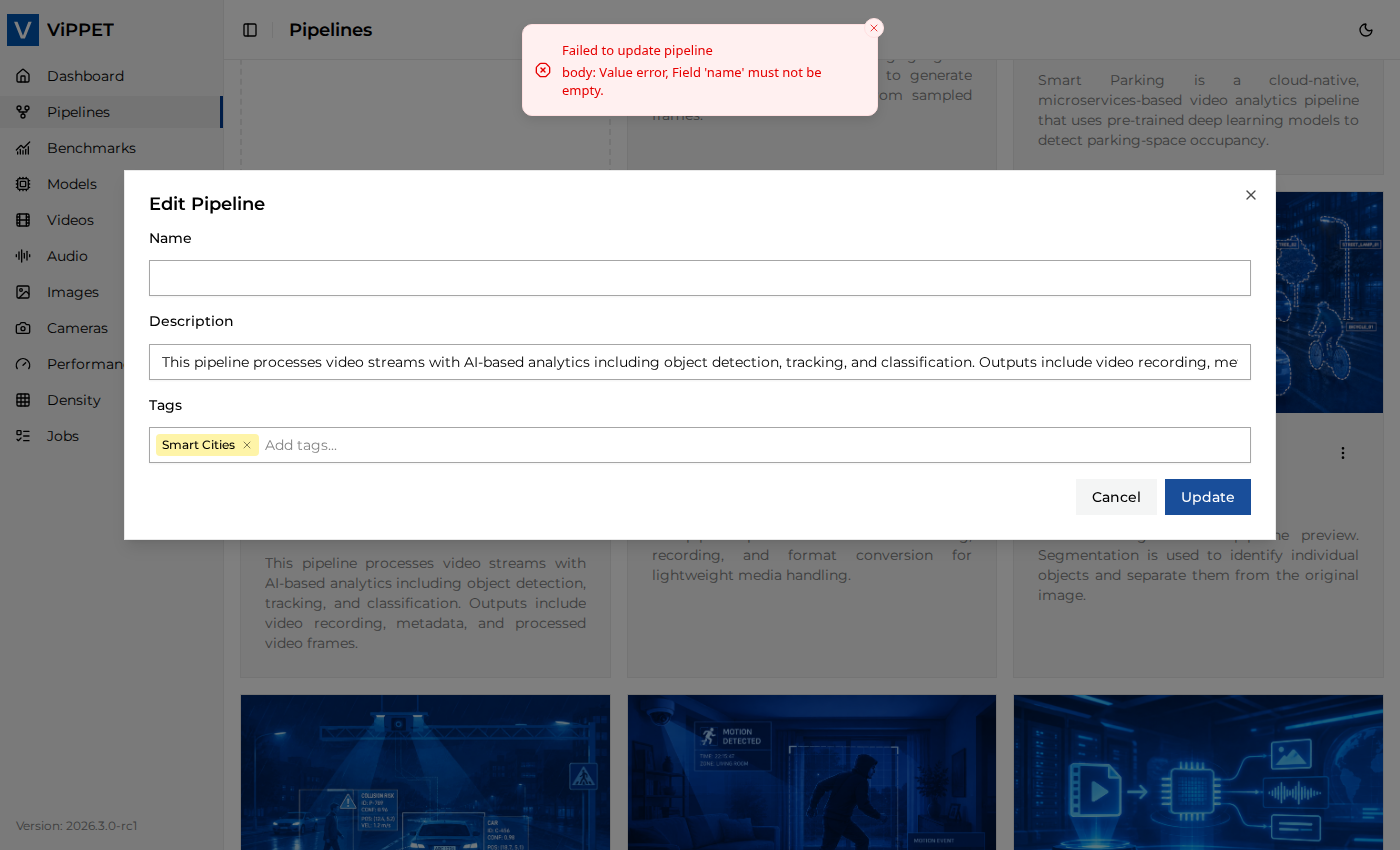 ViPPET
Dashboard
Pipelines
Benchmarks
Models
Videos
Audio
Images
Cameras
Density
Jobs
Version: 2026.3.0-rc1
Pipelines
Failed to update pipeline
body: Value error, Field 'name' must not be
empty.
to generate
sampled
frames.
Smart Parking is a cloud-native,
microservices-based video analytics pipeline
that uses pre-trained deep learning models to
detect parking-space occupancy.
Edit Pipeline
Name
Description
This pipeline processes video streams with AI-based analytics including object detection, tracking, and classification. Outputs include video recording, me
Tags
Smart Cities
Add tags...
Cancel
Update
This pipeline processes video streams with
AI-based analytics including object detection,
tracking, and classification. Outputs include
video recording, metadata, and processed
video frames.
recording, and format conversion for
lightweight media handling.
preview.
Segmentation is used to identify individual
objects and separate them from the original
image.
MOTION
DETECTED
COLLISION RISK
CAR
MOTION EVENT